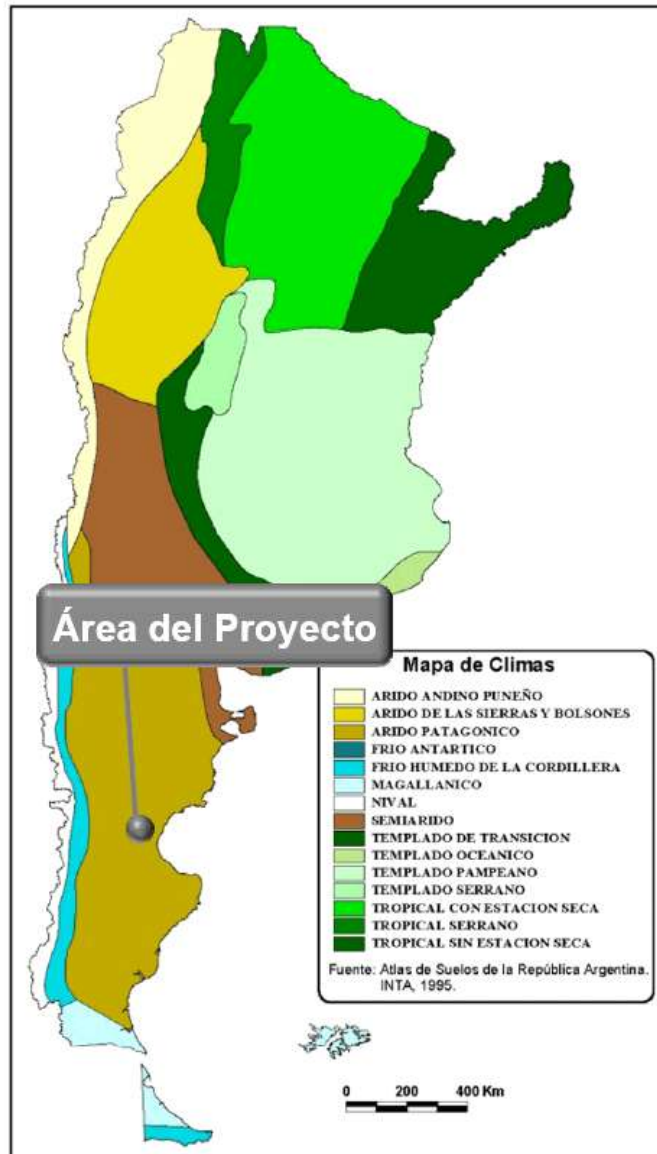 Área del Proyecto
Mapa de Climas
ARIDO ANDINO PUNEÑO
ARIDO DE LAS SIERRAS Y BOLSONES
ARIDO PATAGONICO
FRIO ANTARTICO
FRIO HUMEDO DE LA CORDILLERA
MAGALLANICO
NIVAL
SEMIARIDO
TEMPLADO DE TRANSICION
TEMPLADO OCEANICO
TEMPLADO PAMPEANO
TEMPLADO SERRANO
TROPICAL CON ESTACION SECA
TROPICAL SERRANO
TROPICAL SIN ESTACION SECA
Fuente: Atlas de Suelos de la República Argentina.
INTA, 1995.
0 200 400 Km